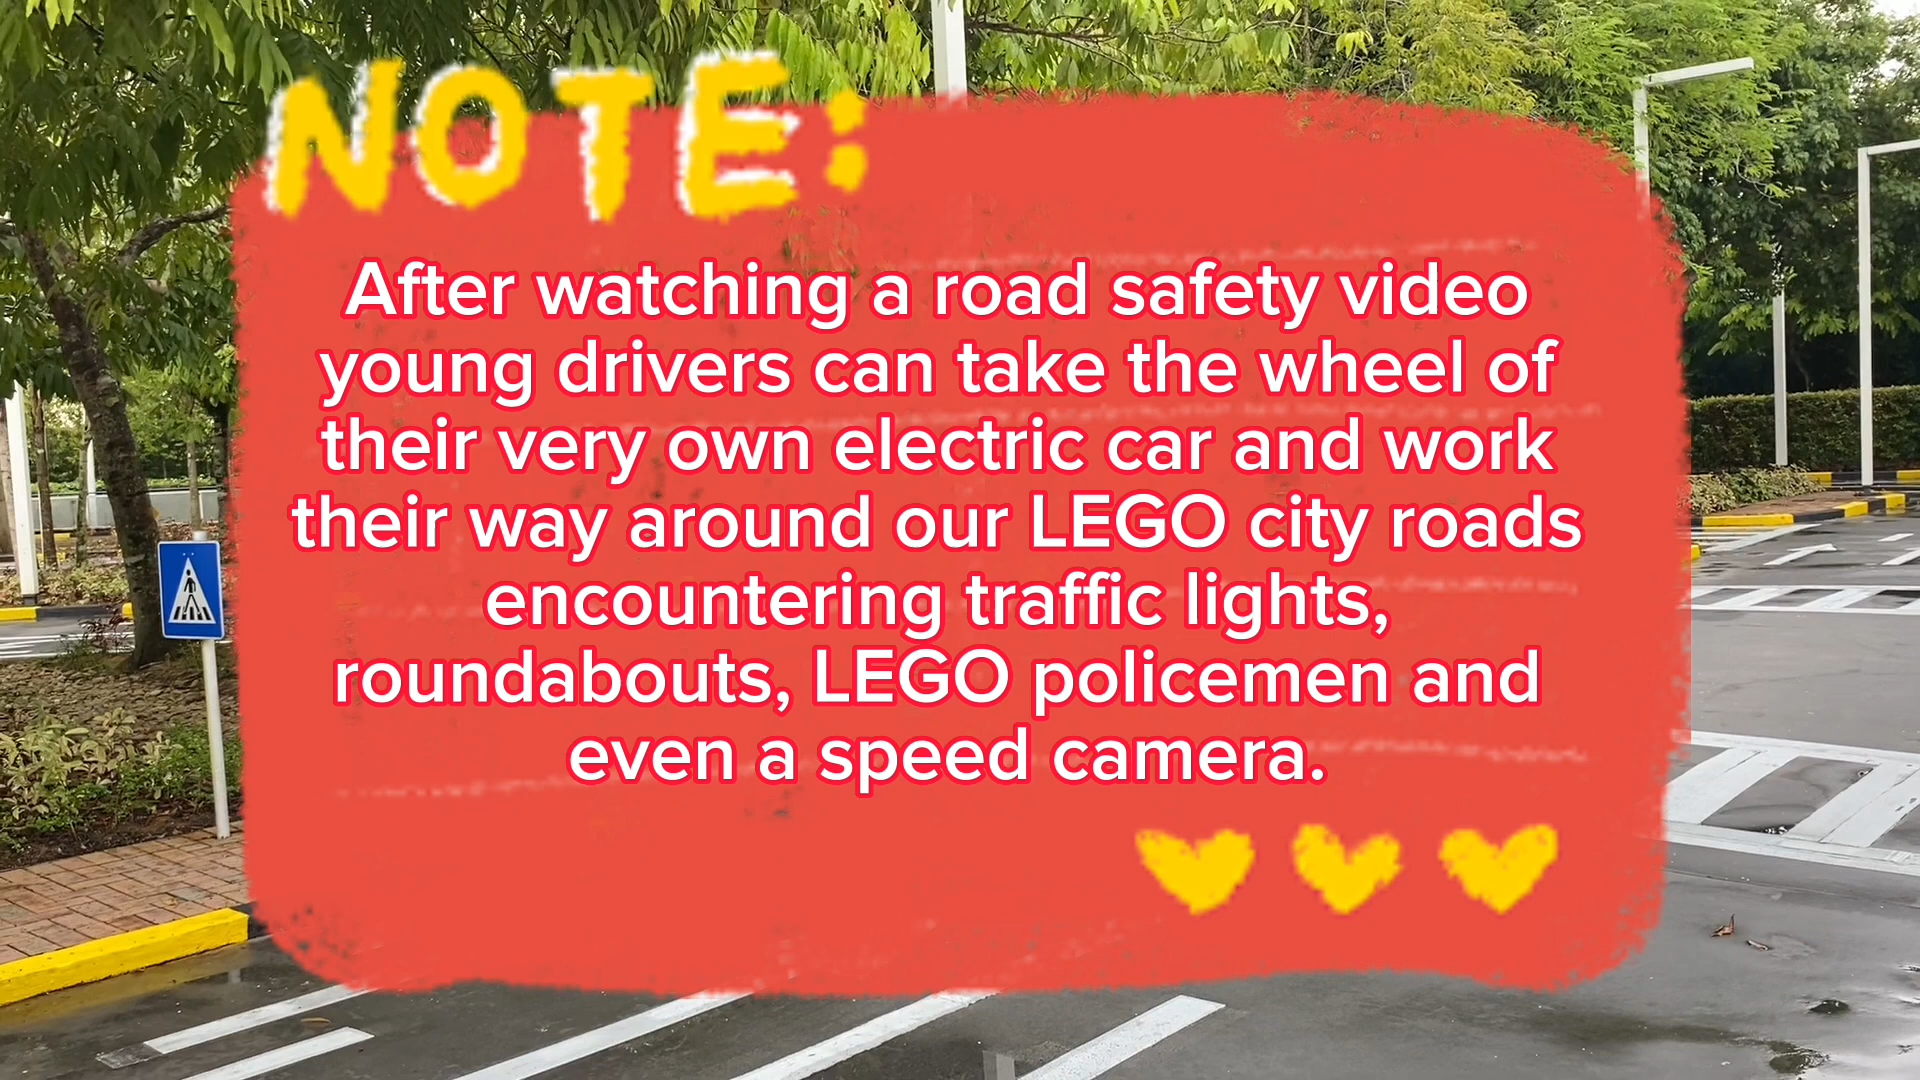 NOTE:
After watching a road safety video
young drivers can take the wheel of
their very own electric car and work
their way around our LEGO city roads
encountering traffic lights,
roundabouts, LEGO policemen and
even a speed camera.